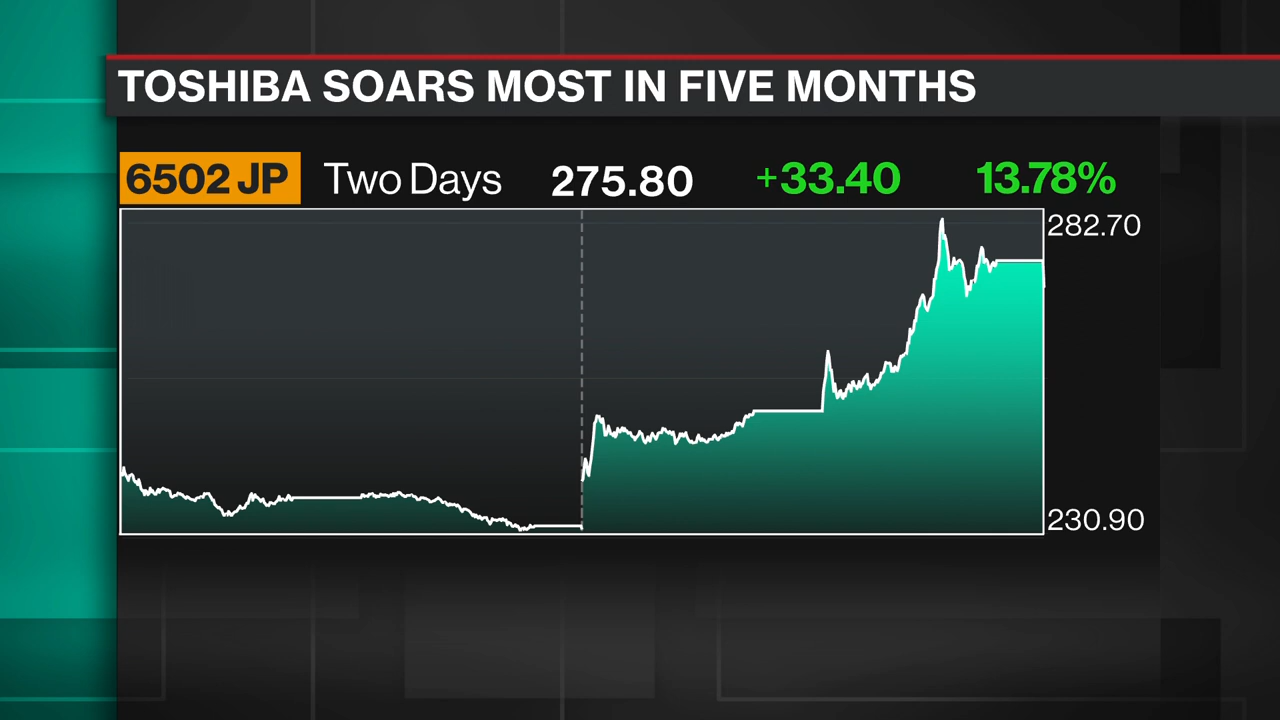 TOSHIBA SOARS MOST IN FIVE MONTHS
6502 JP Two Days 275.80 +33.40 13.78%
282.70
230.90